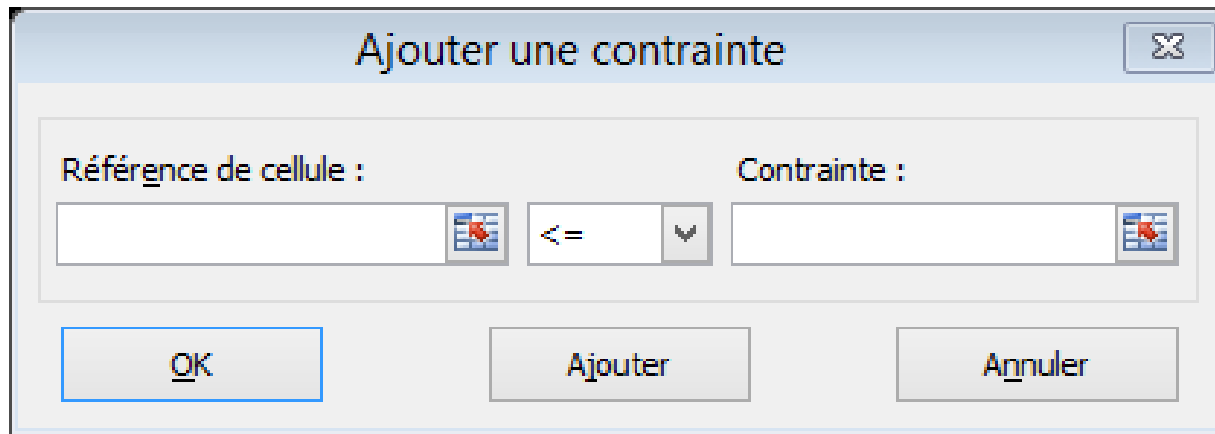 Ajouter une contrainte
Référence de cellule : Contrainte :
<=
OK Ajouter Annuler